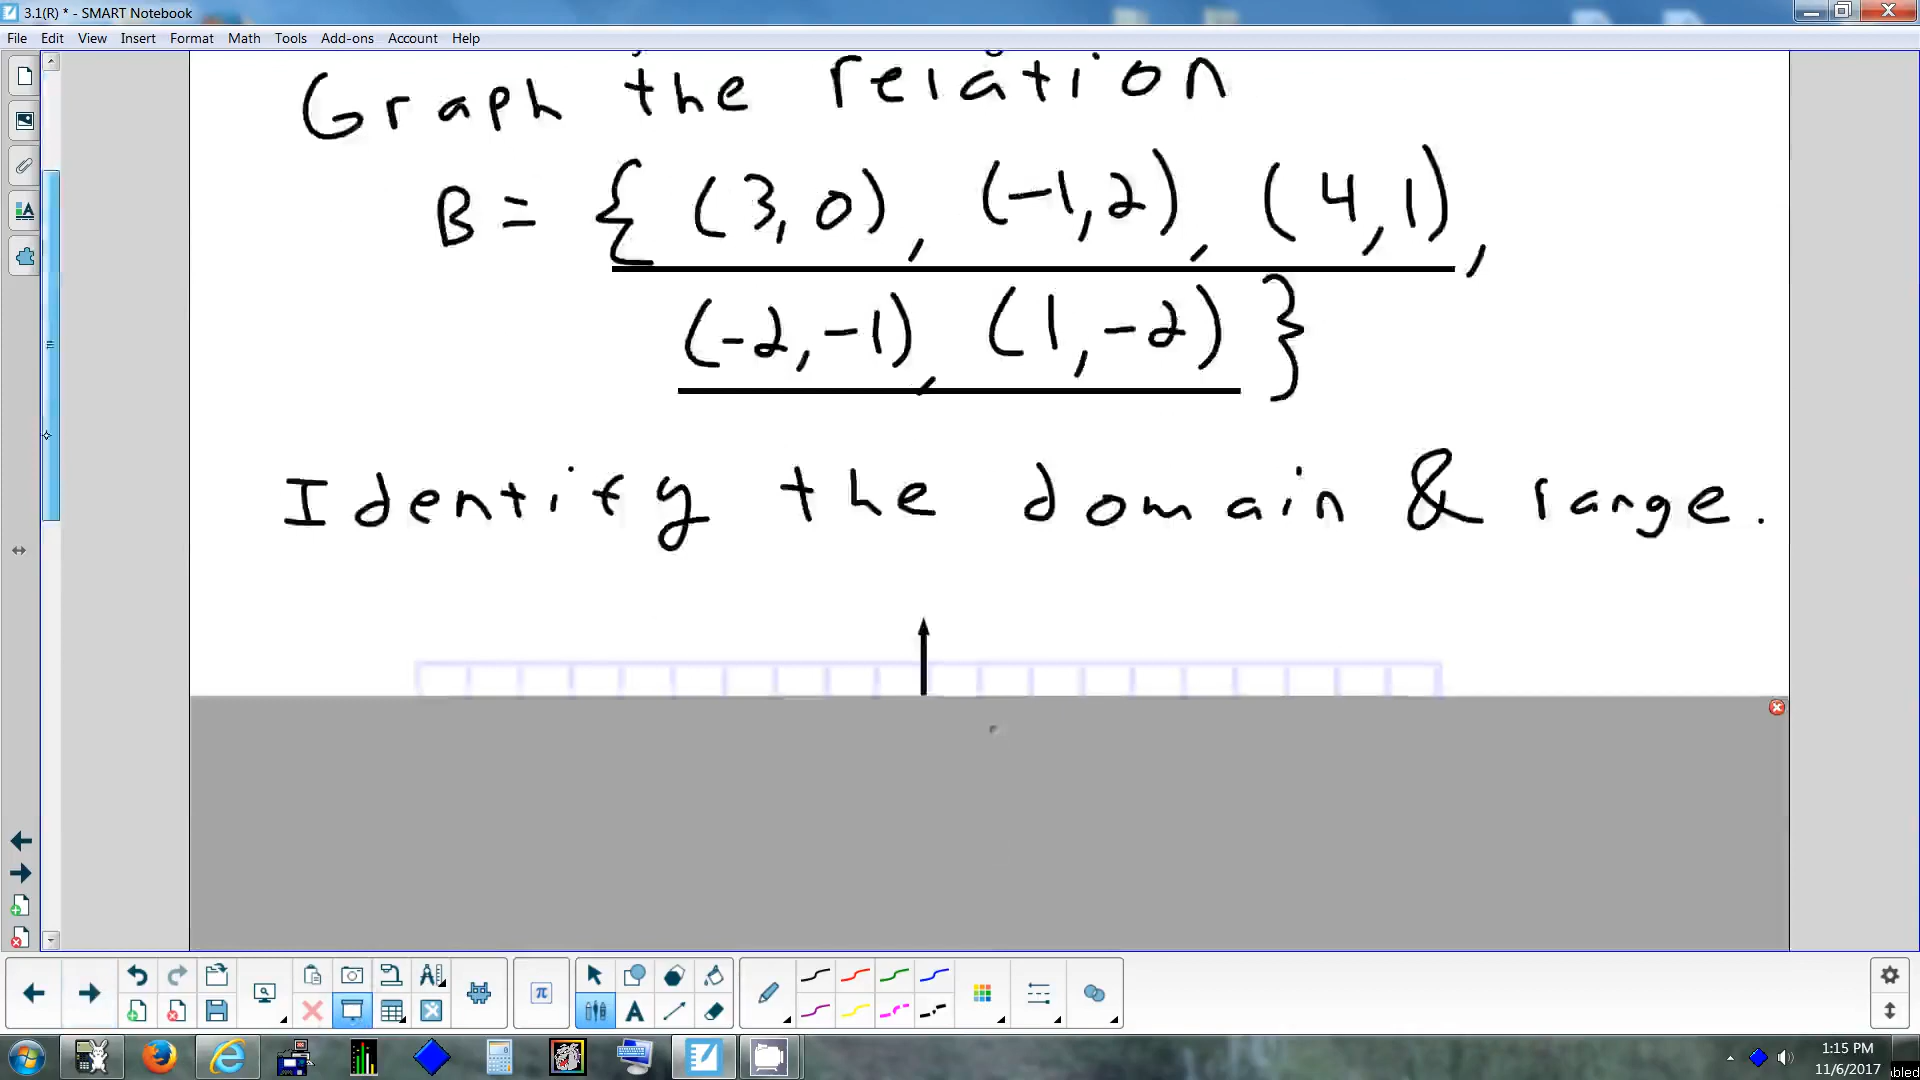 3.1(R) * - SMART Notebook
File Edit View Insert Format Math Tools Add-ons Account Help
Graph the relation
B = { (3, 0), (-1, 2), (4, 1),
(-2, -1), (1, -2) }
Identify the domain & range.
π
A
1:15 PM
11/6/2017
bled